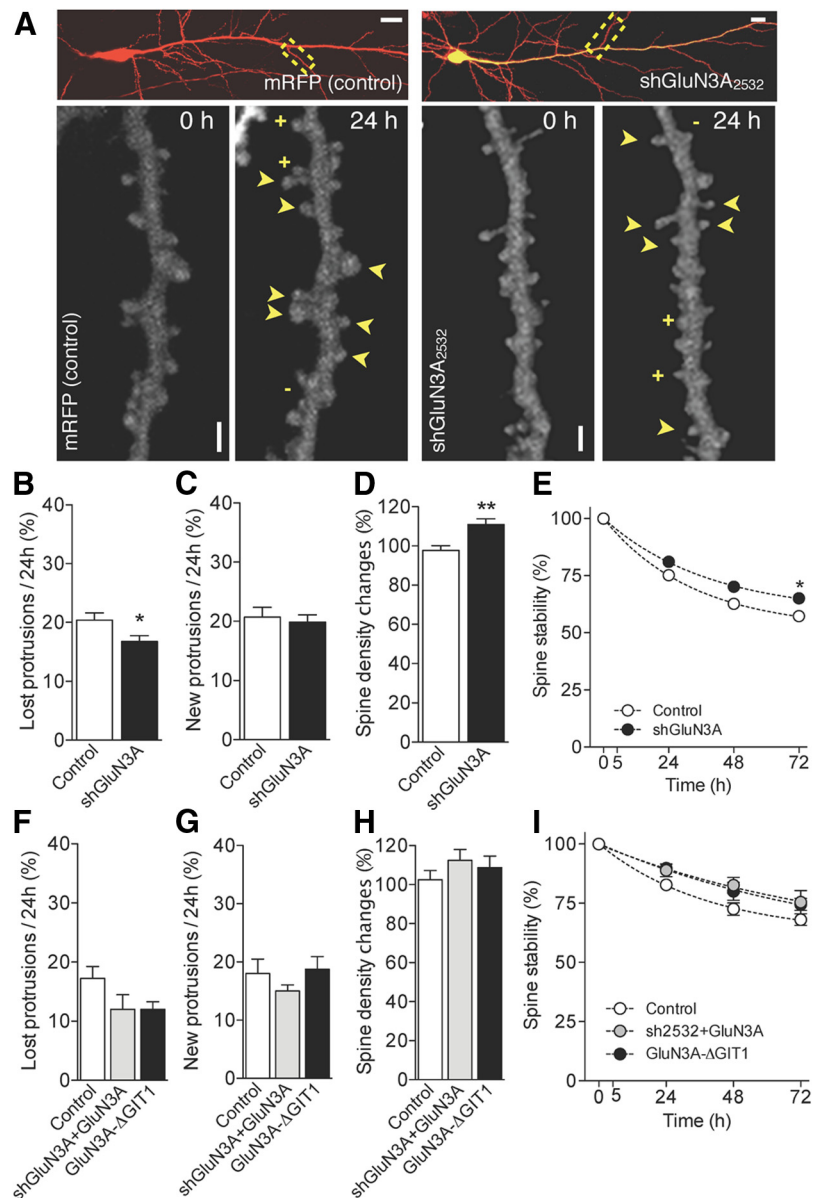 A
mRFP (control)
shGluN3A2532
0 h
+ 24 h
+
-
0 h
- 24 h
+
+
mRFP (control)
shGluN3A2532
B
Lost protrusions / 24h (%)
40
30
20
10
0
*
Control
shGluN3A
C
New protrusions / 24h (%)
40
30
20
10
0
Control
shGluN3A
D
Spine density changes (%)
120
100
80
60
40
20
0
**
Control
shGluN3A
E
Spine stability (%)
100
75
50
25
0
*
Control
shGluN3A
0 5 24 48 72
Time (h)
F
Lost protrusions / 24h (%)
40
30
20
10
0
Control
shGluN3A+GluN3A
GluN3A-ΔGIT1
G
New protrusions / 24h (%)
40
30
20
10
0
Control
shGluN3A+GluN3A
GluN3A-ΔGIT1
H
Spine density changes (%)
120
100
80
60
40
20
0
Control
shGluN3A+GluN3A
GluN3A-ΔGIT1
I
Spine stability (%)
100
75
50
25
0
Control
sh2532+GluN3A
GluN3A-ΔGIT1
0 5 24 48 72
Time (h)